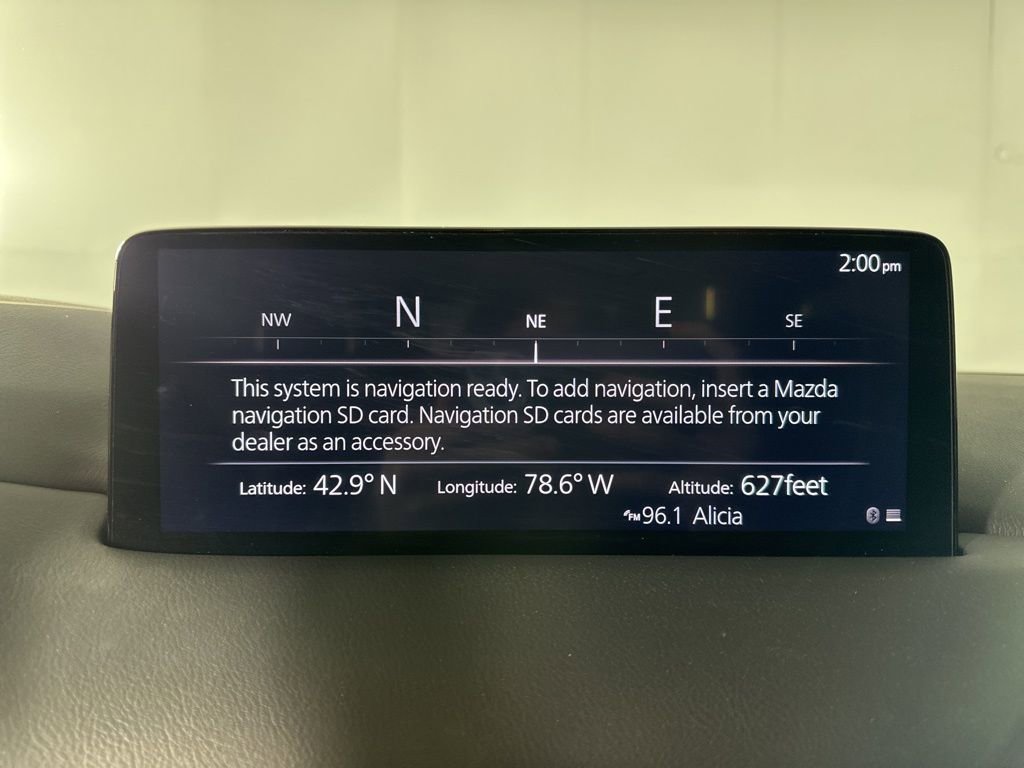 2:00pm
NW N NE E SE
This system is navigation ready. To add navigation, insert a Mazda
navigation SD card. Navigation SD cards are available from your
dealer as an accessory.
Latitude: 42.9° N Longitude: 78.6° W Altitude: 627feet
FM 96.1 Alicia